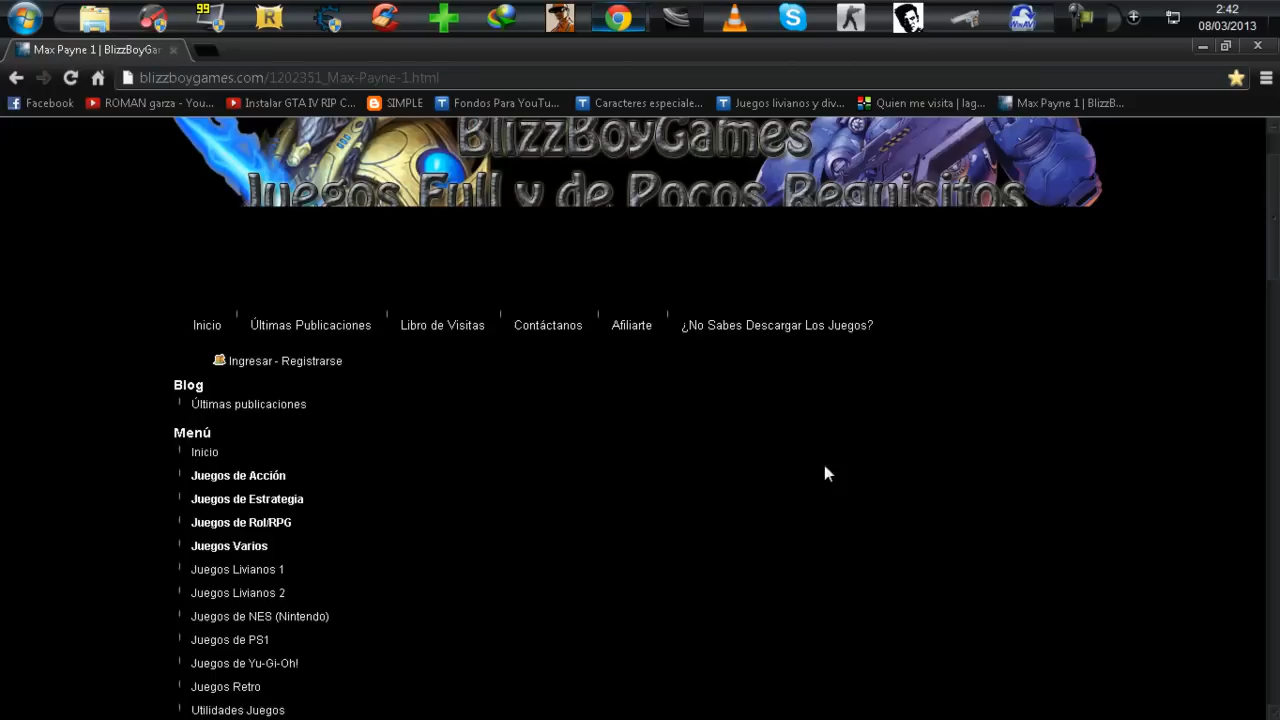 99
2:42
08/03/2013
Max Payne 1 | BlizzBoyGar
blizzboygames.com/1202351_Max-Payne-1.html
Facebook
ROMAN garza - You...
Instalar GTA IV RIP C...
SIMPLE
Fondos Para YouTu...
Caracteres especiale...
Juegos livianos y div...
Quien me visita | lag...
Max Payne 1 | BlizzB...
BlizzBoyGames
Juegos Full y de Pocos Requisitos
Inicio
Últimas Publicaciones
Libro de Visitas
Contáctanos
Afiliarte
¿No Sabes Descargar Los Juegos?
Ingresar - Registrarse
Blog
Últimas publicaciones
Menú
Inicio
Juegos de Acción
Juegos de Estrategia
Juegos de Rol/RPG
Juegos Varios
Juegos Livianos 1
Juegos Livianos 2
Juegos de NES (Nintendo)
Juegos de PS1
Juegos de Yu-Gi-Oh!
Juegos Retro
Utilidades Juegos